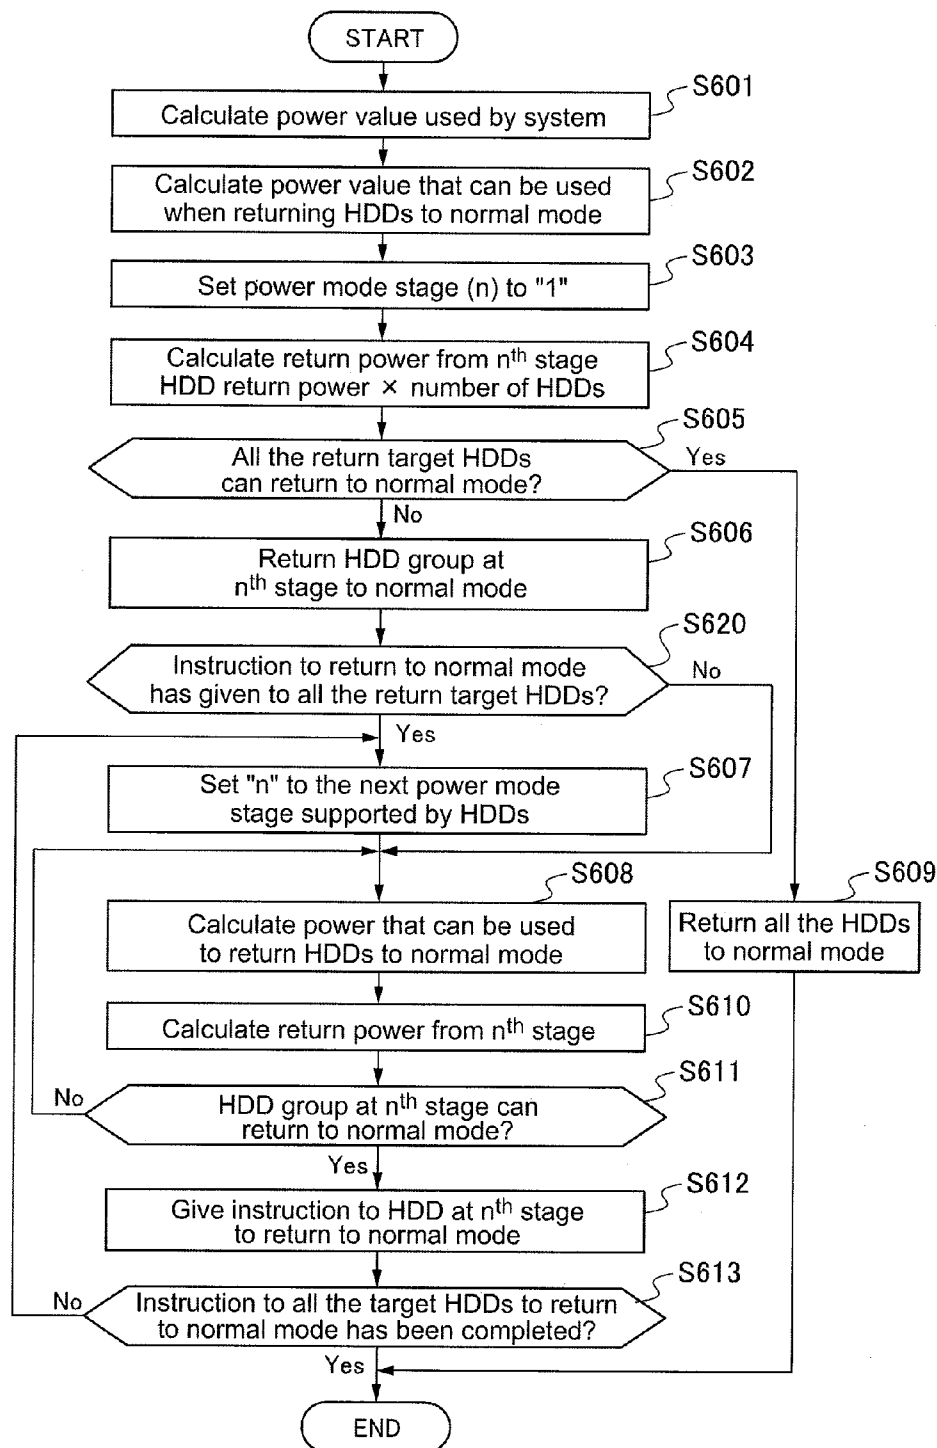 START
S601
Calculate power value used by system
S602
Calculate power value that can be used
when returning HDDs to normal mode
S603
Set power mode stage (n) to "1"
S604
Calculate return power from nth stage
HDD return power × number of HDDs
S605
All the return target HDDs
can return to normal mode?
Yes
No
S606
Return HDD group at
nth stage to normal mode
S620
Instruction to return to normal mode
has given to all the return target HDDs?
No
Yes
S607
Set "n" to the next power mode
stage supported by HDDs
S608
S609
Calculate power that can be used
to return HDDs to normal mode
Return all the HDDs
to normal mode
S610
Calculate return power from nth stage
S611
No
HDD group at nth stage can
return to normal mode?
Yes
S612
Give instruction to HDD at nth stage
to return to normal mode
S613
No
Instruction to all the target HDDs to return
to normal mode has been completed?
Yes
END